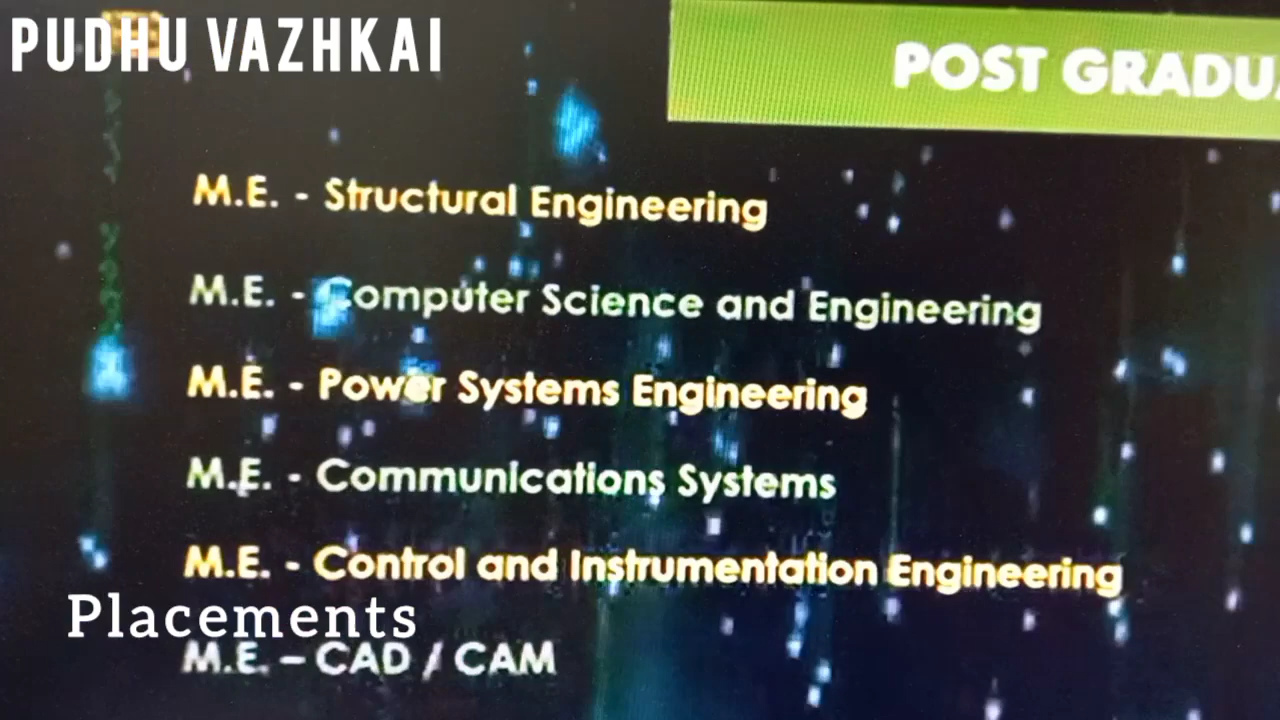 PUDHU VAZHKAI
POST GRADUA
M.E. - Structural Engineering
M.E. - Computer Science and Engineering
M.E. - Power Systems Engineering
M.E. - Communications Systems
M.E. - Control and Instrumentation Engineering
Placements
M.E. – CAD / CAM